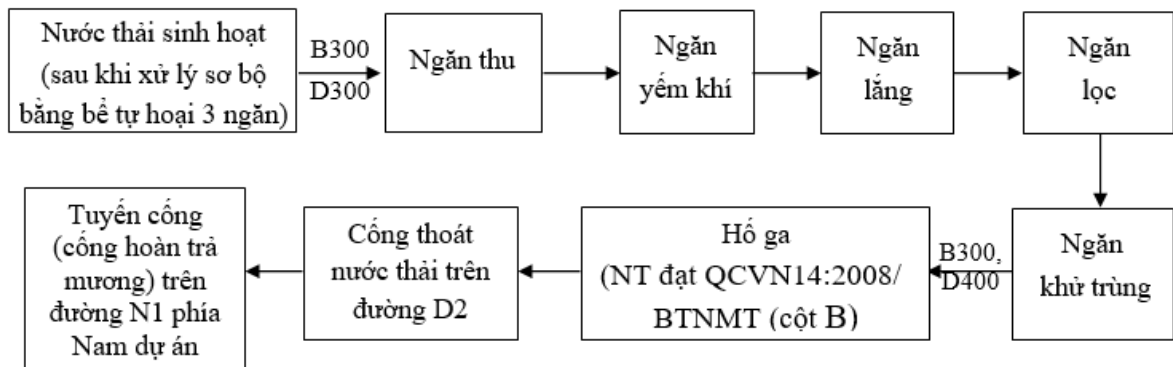 Nước thải sinh hoạt
(sau khi xử lý sơ bộ
bằng bể tự hoại 3 ngăn)
B300
D300
Ngăn thu
Ngăn
yếm khí
Ngăn
lắng
Ngăn
lọc
Ngăn
khử trùng
B300,
D400
Hố ga
(NT đạt QCVN14:2008/
BTNMT (cột B)
Cống thoát
nước thải trên
đường D2
Tuyến cống
(cống hoàn trả
mương) trên
đường N1 phía
Nam dự án